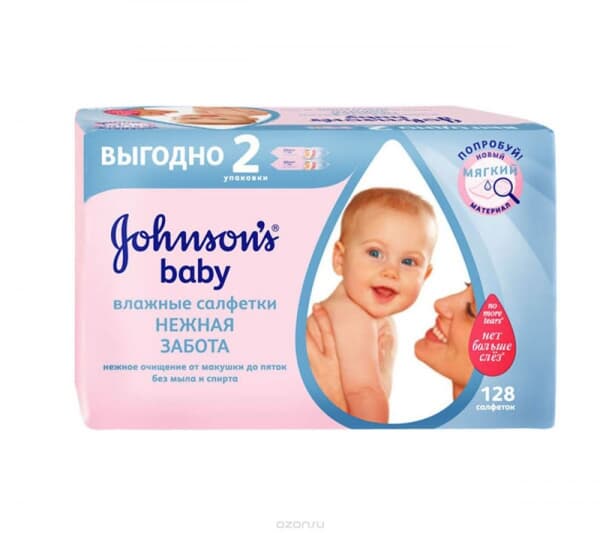 ВЫГОДНО 2
упаковки
Johnson's®
baby
влажные салфетки
НЕЖНАЯ
ЗАБОТА
нежное очищение от макушки до пяток
без мыла и спирта
ПОПРОБУЙ!
НОВЫЙ
МЯГКИЙ
МАТЕРИАЛ
no
more
tears®
нет
больше
слёз®
128
салфеток
ozon.ru